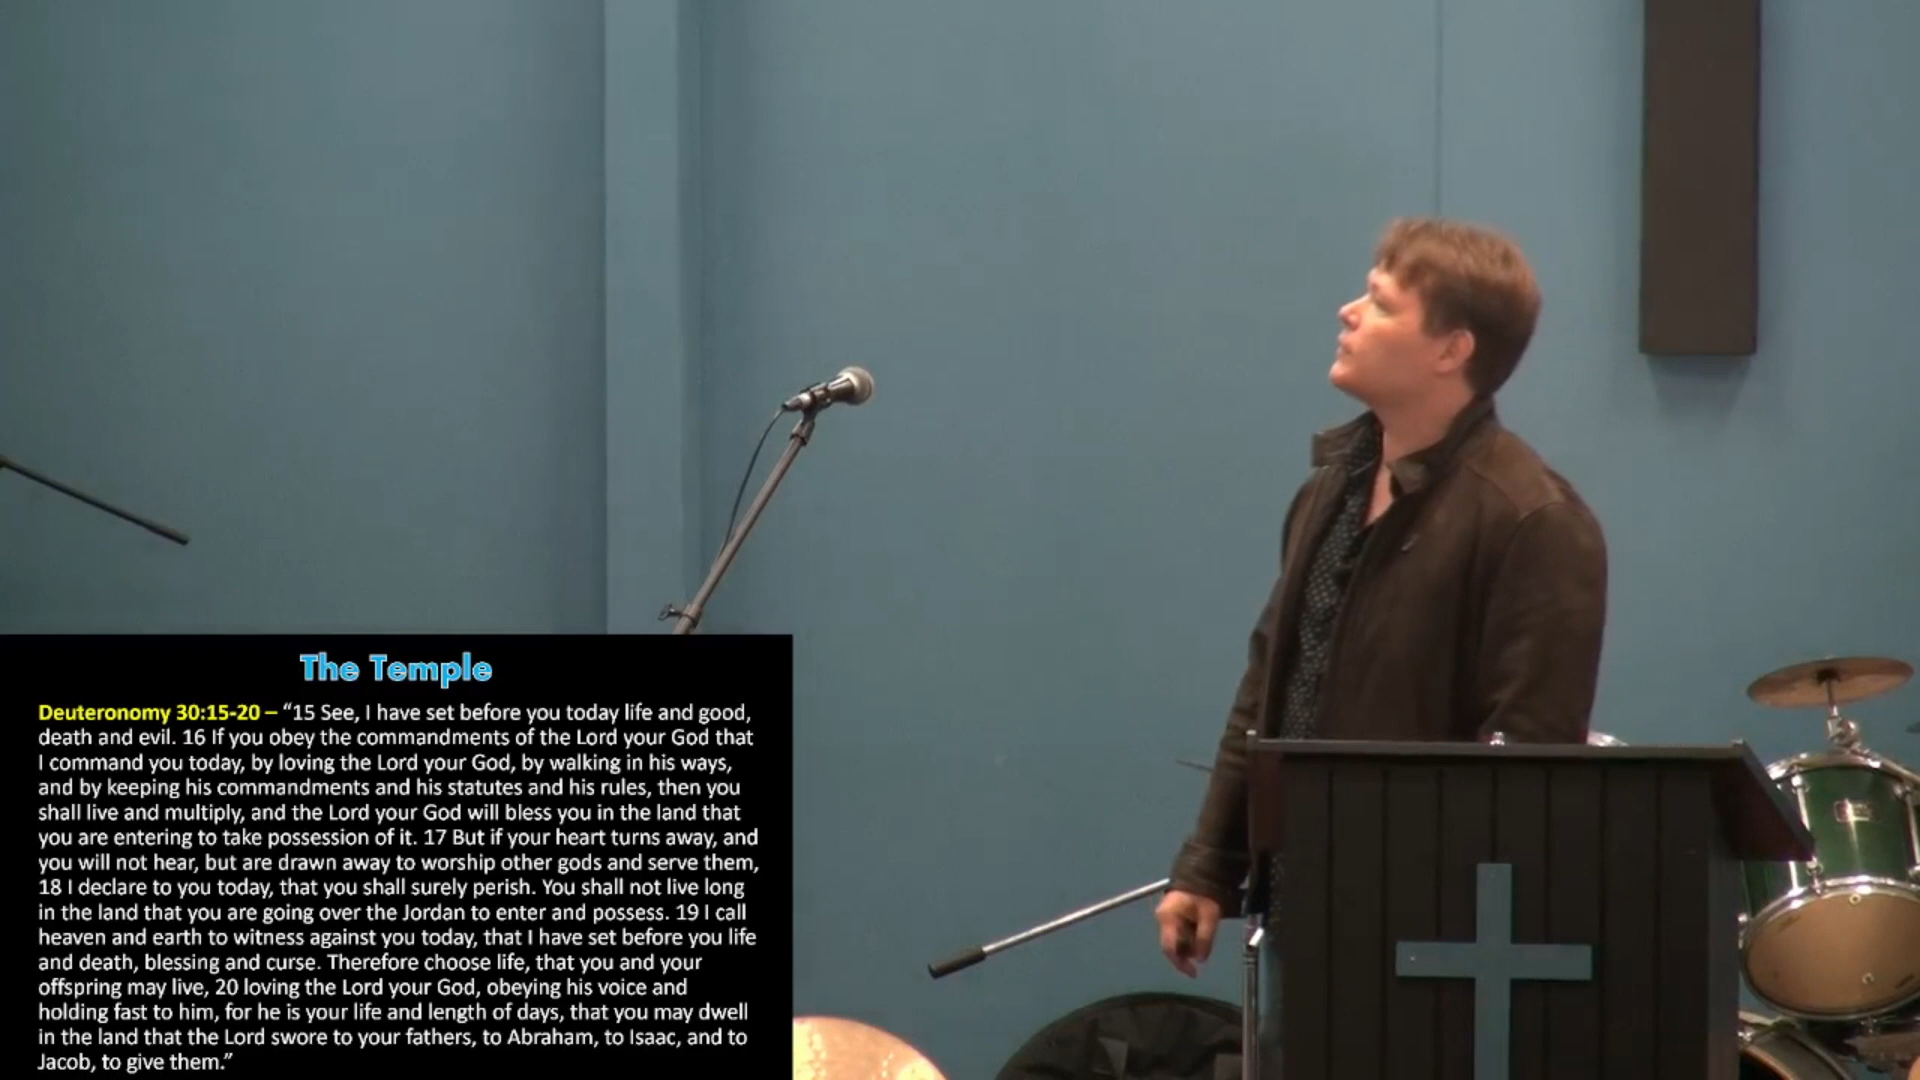 The Temple
Deuteronomy 30:15-20 – “15 See, I have set before you today life and good,
death and evil. 16 If you obey the commandments of the Lord your God that
I command you today, by loving the Lord your God, by walking in his ways,
and by keeping his commandments and his statutes and his rules, then you
shall live and multiply, and the Lord your God will bless you in the land that
you are entering to take possession of it. 17 But if your heart turns away, and
you will not hear, but are drawn away to worship other gods and serve them,
18 I declare to you today, that you shall surely perish. You shall not live long
in the land that you are going over the Jordan to enter and possess. 19 I call
heaven and earth to witness against you today, that I have set before you life
and death, blessing and curse. Therefore choose life, that you and your
offspring may live, 20 loving the Lord your God, obeying his voice and
holding fast to him, for he is your life and length of days, that you may dwell
in the land that the Lord swore to your fathers, to Abraham, to Isaac, and to
Jacob, to give them.”